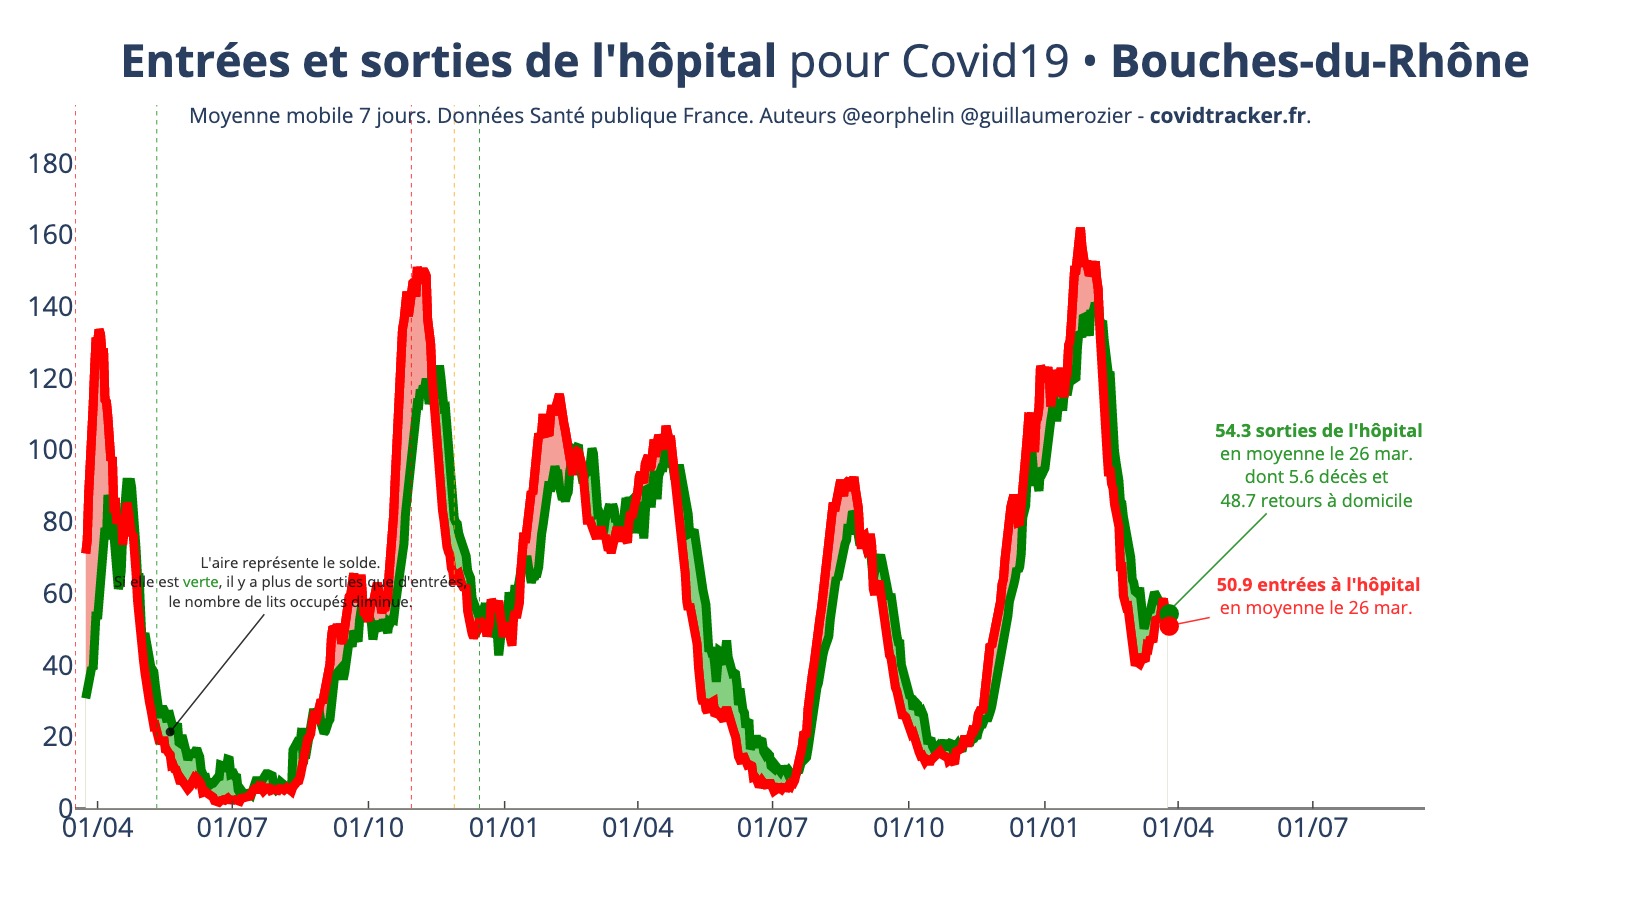 Entrées et sorties de l'hôpital pour Covid19 • Bouches-du-Rhône
Moyenne mobile 7 jours. Données Santé publique France. Auteurs @eorphelin @guillaumerozier - covidtracker.fr.
180
160
140
120
100
80
60
40
20
0
54.3 sorties de l'hôpital
en moyenne le 26 mar.
dont 5.6 décès et
48.7 retours à domicile
L'aire représente le solde.
Si elle est verte, il y a plus de sorties que d'entrées,
le nombre de lits occupés diminue.
50.9 entrées à l'hôpital
en moyenne le 26 mar.
01/04 01/07 01/10 01/01 01/04 01/07 01/10 01/01 01/04 01/07